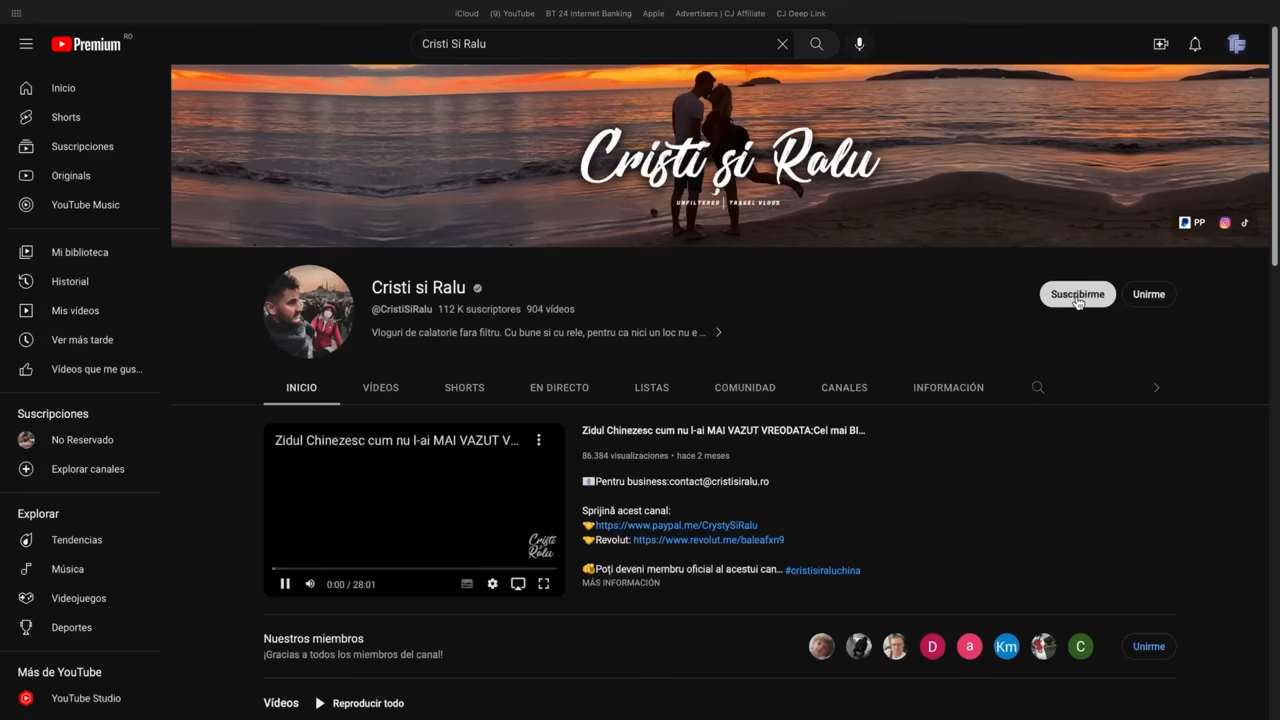 iCloud
(9) YouTube
BT 24 Internet Banking
Apple
Advertisers | CJ Affiliate
CJ Deep Link
Premium RO
Cristi Si Ralu
Inicio
Shorts
Suscripciones
Originals
YouTube Music
Mi biblioteca
Historial
Mis vídeos
Ver más tarde
Vídeos que me gus...
Suscripciones
No Reservado
Explorar canales
Explorar
Tendencias
Música
Videojuegos
Deportes
Más de YouTube
YouTube Studio
Cristi și Ralu
UNFILTERED | TRAVEL VLOGS
PP
Cristi si Ralu
@CristiSiRalu 112 K suscriptores 904 vídeos
Vloguri de calatorie fara filtru. Cu bune si cu rele, pentru ca nici un loc nu e ...
Suscribirme
Unirme
INICIO
VÍDEOS
SHORTS
EN DIRECTO
LISTAS
COMUNIDAD
CANALES
INFORMACIÓN
Zidul Chinezesc cum nu l-ai MAI VAZUT V...
Cristi și Ralu
0:00 / 28:01
Zidul Chinezesc cum nu l-ai MAI VAZUT VREODATA:Cel mai BI...
86.384 visualizaciones • hace 2 meses
📧Pentru business:contact@cristisiralu.ro
Sprijină acest canal:
🤝https://www.paypal.me/CrystySiRalu
🤝Revolut: https://www.revolut.me/baleafxn9
🫵Poți deveni membru oficial al acestui can... #cristisiraluchina
MÁS INFORMACIÓN
Nuestros miembros
¡Gracias a todos los miembros del canal!
D
a
Km
C
Unirme
Vídeos
Reproducir todo